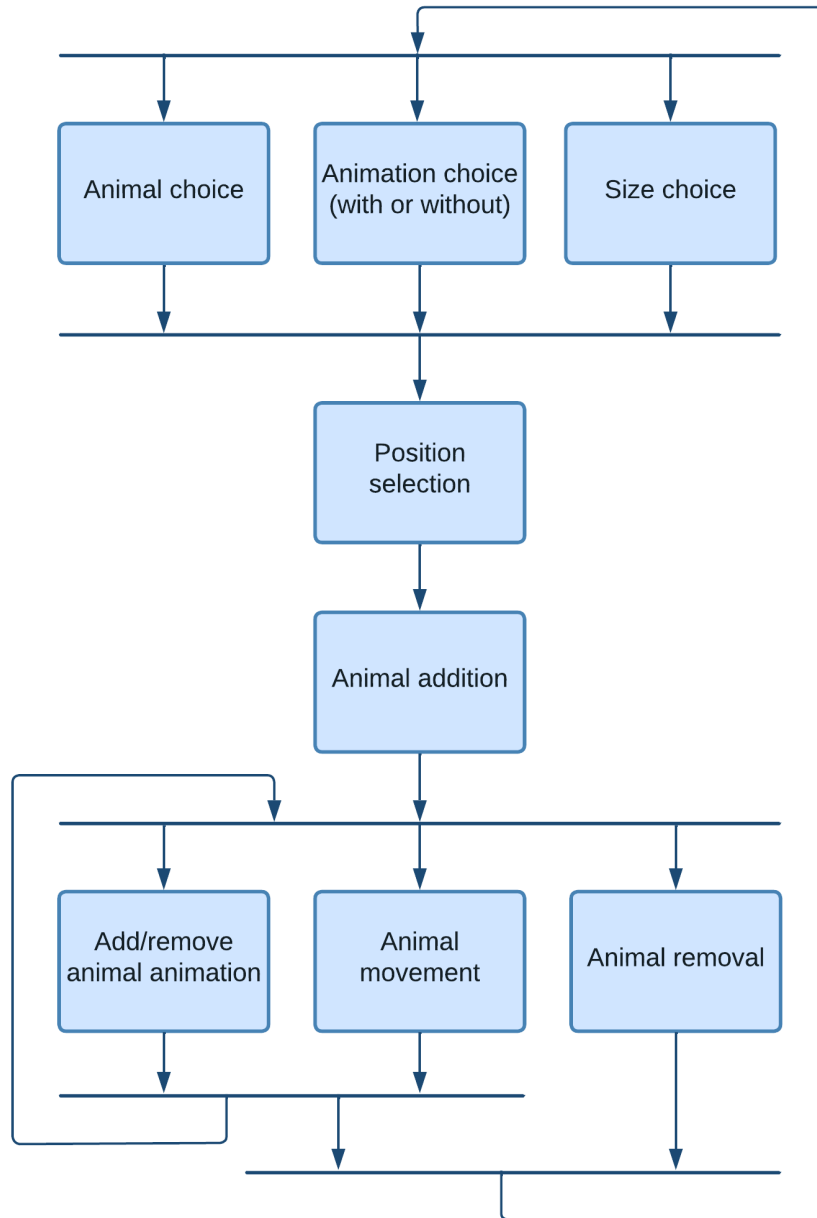 Animal choice
Animation choice
(with or without)
Size choice
Position
selection
Animal addition
Add/remove
animal animation
Animal
movement
Animal removal